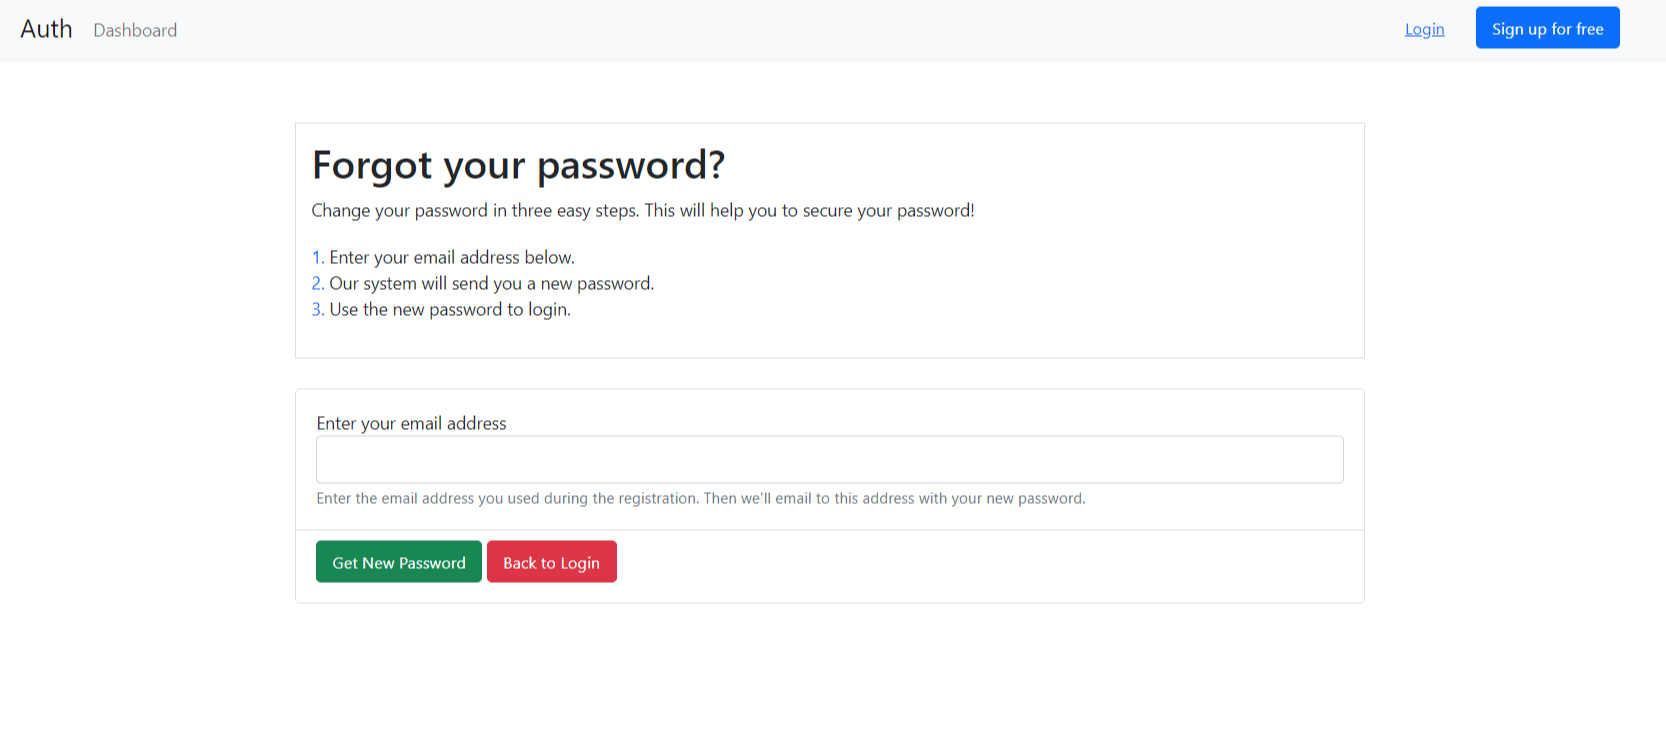 Auth Dashboard Login Sign up for free
Forgot your password?
Change your password in three easy steps. This will help you to secure your password!
1. Enter your email address below.
2. Our system will send you a new password.
3. Use the new password to login.
Enter your email address
Enter the email address you used during the registration. Then we'll email to this address with your new password.
Get New Password Back to Login